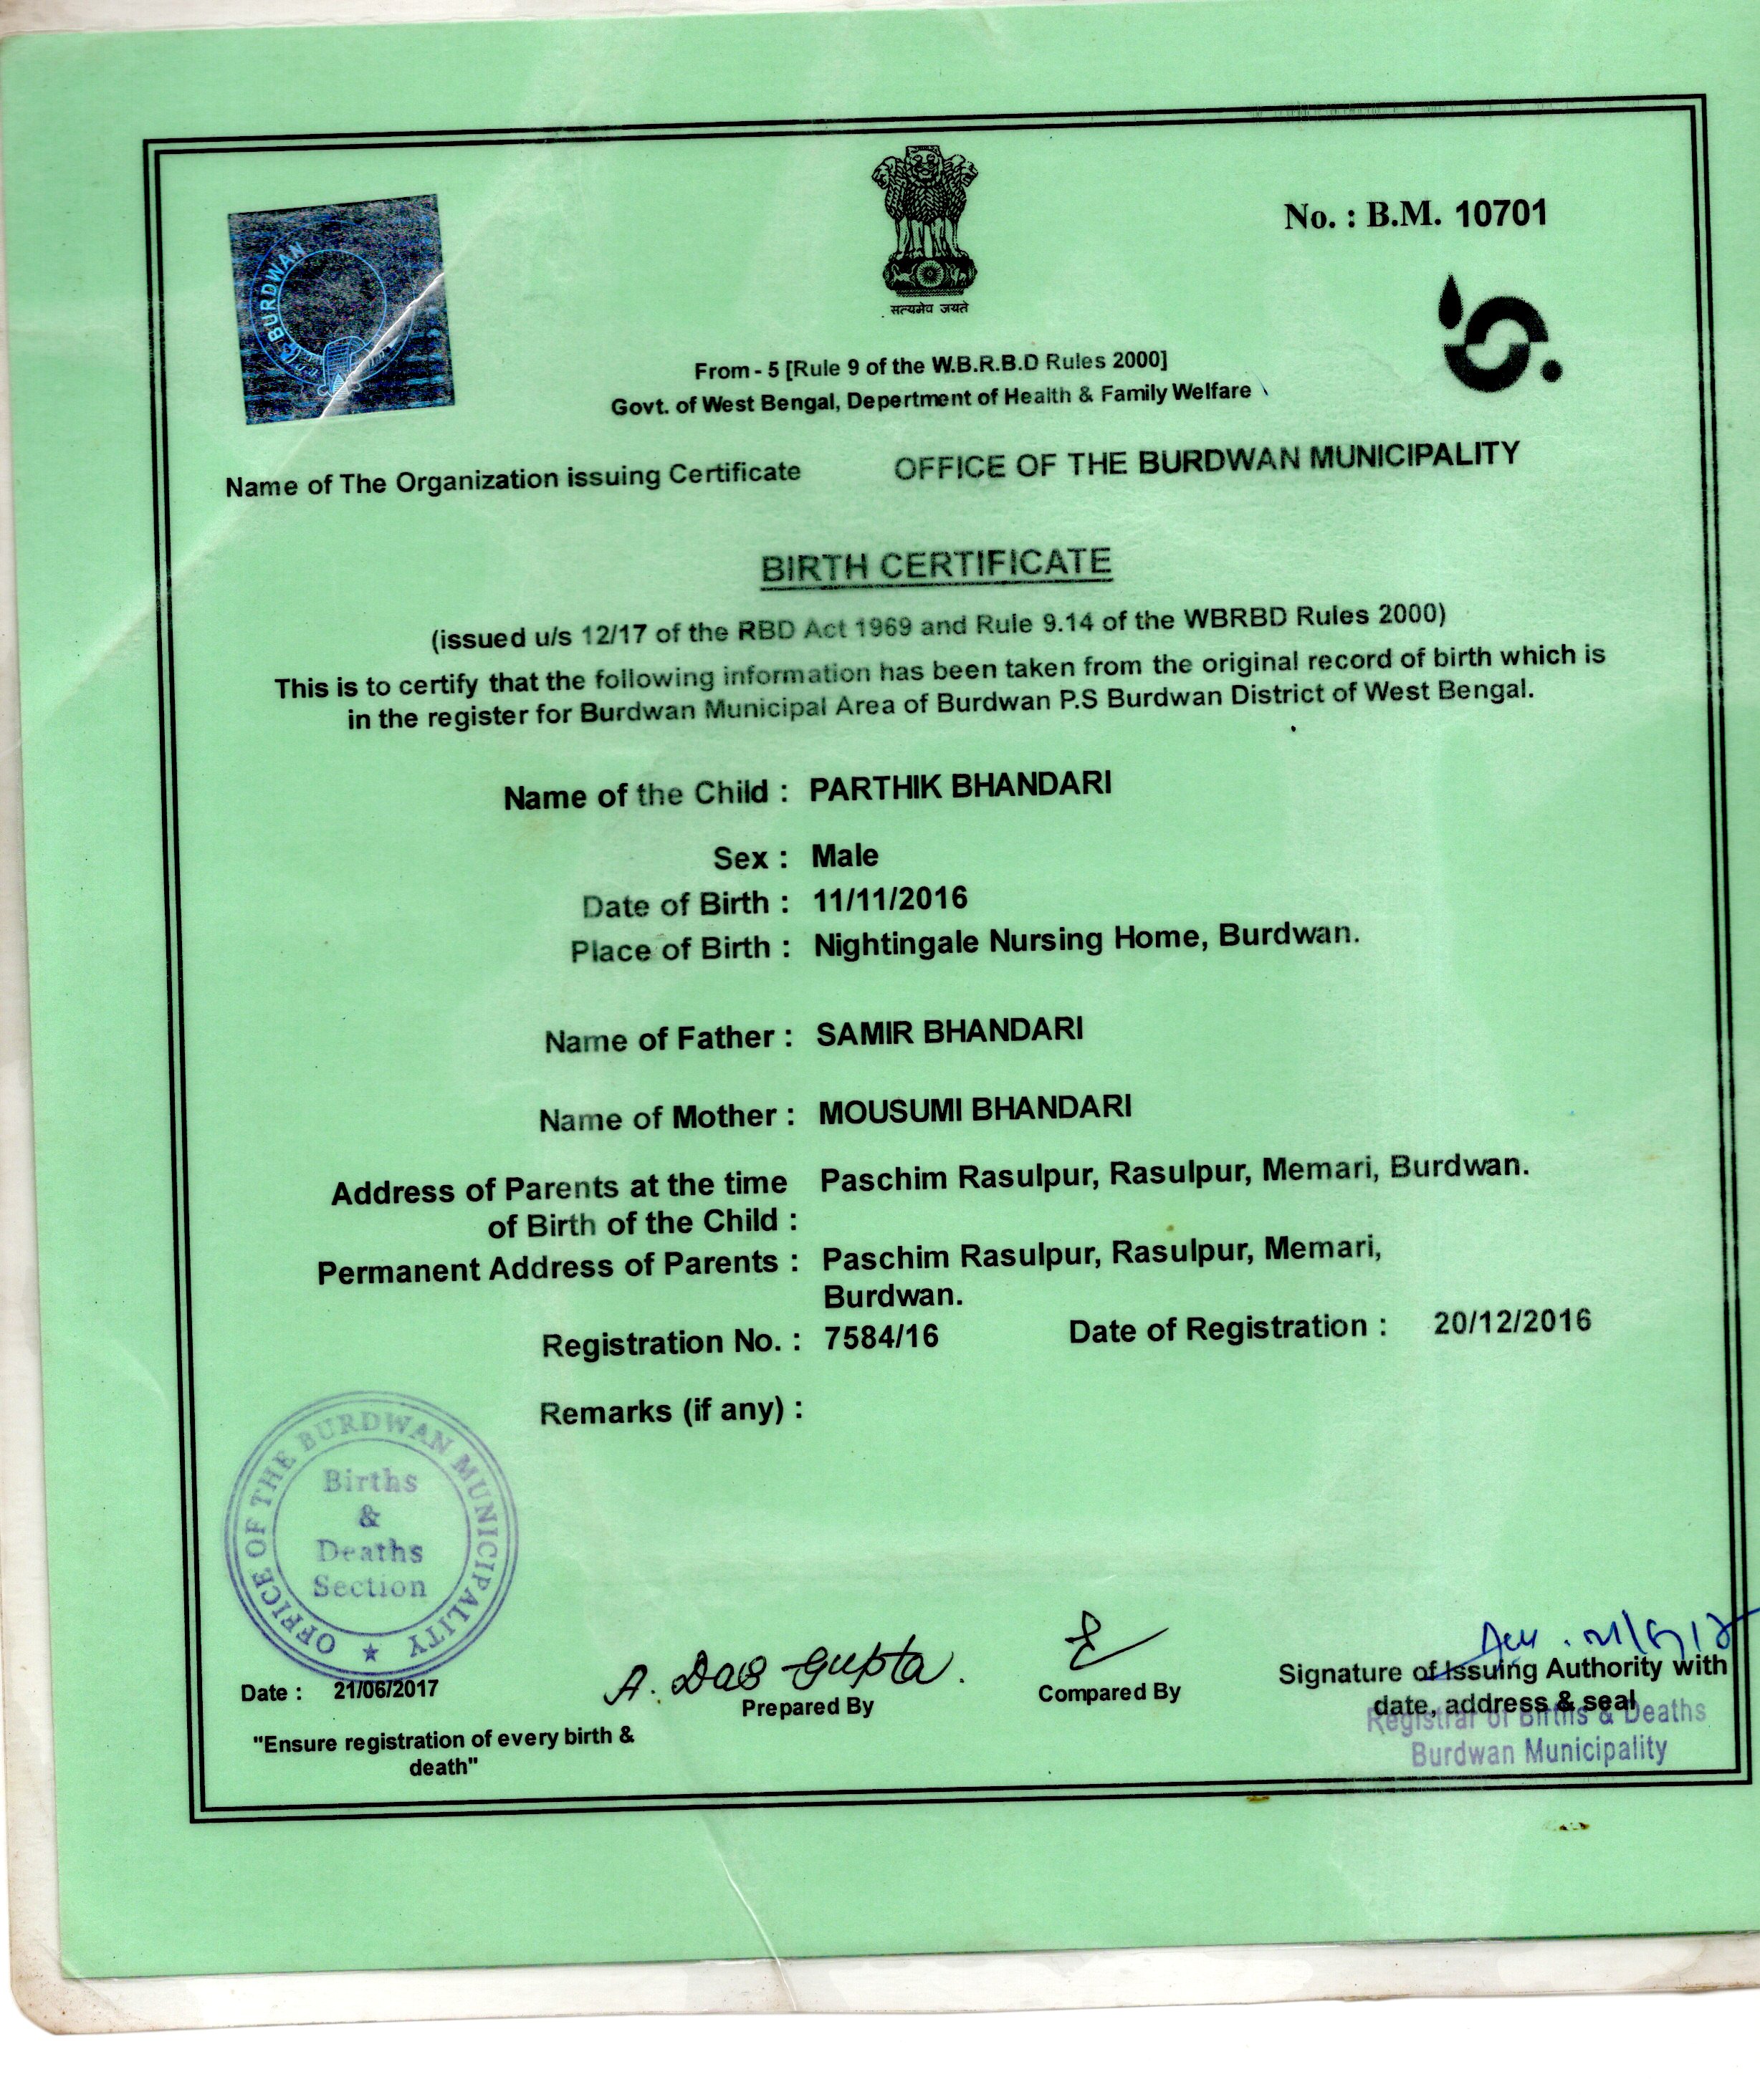 No. : B.M. 10701
BURDWAN
सत्यमेव जयते
From - 5 [Rule 9 of the W.B.R.B.D Rules 2000]
Govt. of West Bengal, Depertment of Health & Family Welfare
Name of The Organization issuing Certificate OFFICE OF THE BURDWAN MUNICIPALITY
BIRTH CERTIFICATE
(issued u/s 12/17 of the RBD Act 1969 and Rule 9.14 of the WBRBD Rules 2000)
This is to certify that the following information has been taken from the original record of birth which is
in the register for Burdwan Municipal Area of Burdwan P.S Burdwan District of West Bengal.
Name of the Child : PARTHIK BHANDARI
Sex : Male
Date of Birth : 11/11/2016
Place of Birth : Nightingale Nursing Home, Burdwan.
Name of Father : SAMIR BHANDARI
Name of Mother : MOUSUMI BHANDARI
Address of Parents at the time Paschim Rasulpur, Rasulpur, Memari, Burdwan.
of Birth of the Child :
Permanent Address of Parents : Paschim Rasulpur, Rasulpur, Memari,
Burdwan.
Registration No. : 7584/16 Date of Registration : 20/12/2016
Remarks (if any) :
OFFICE OF THE BURDWAN MUNICIPALITY
Births
&
Deaths
Section
Date : 21/06/2017
A. Das Gupta.
Prepared By
Compared By
Signature of Issuing Authority with
date, address & seal
Registrar of Births & Deaths
Burdwan Municipality
"Ensure registration of every birth &
death"